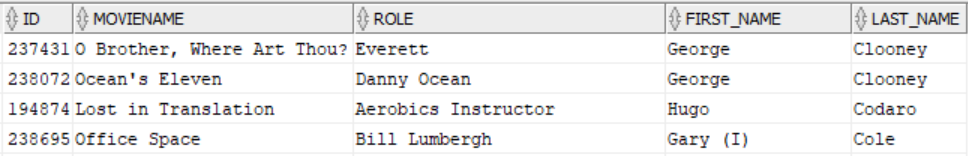 ID MOVIENAME ROLE FIRST_NAME LAST_NAME
237431 O Brother, Where Art Thou? Everett George Clooney
238072 Ocean's Eleven Danny Ocean George Clooney
194874 Lost in Translation Aerobics Instructor Hugo Codaro
238695 Office Space Bill Lumbergh Gary (I) Cole